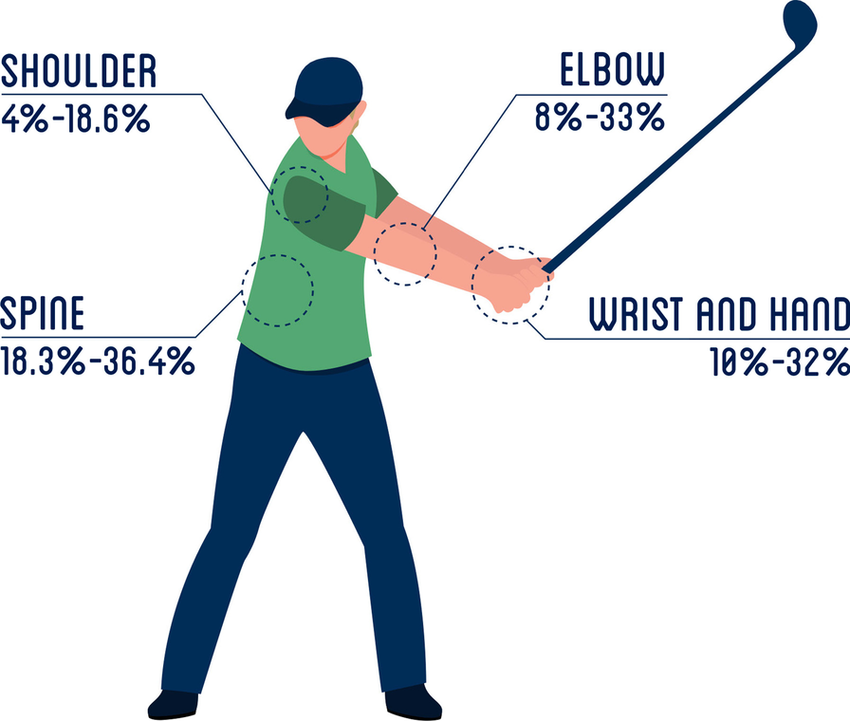 SHOULDER
4%-18.6%
ELBOW
8%-33%
SPINE
18.3%-36.4%
WRIST AND HAND
10%-32%